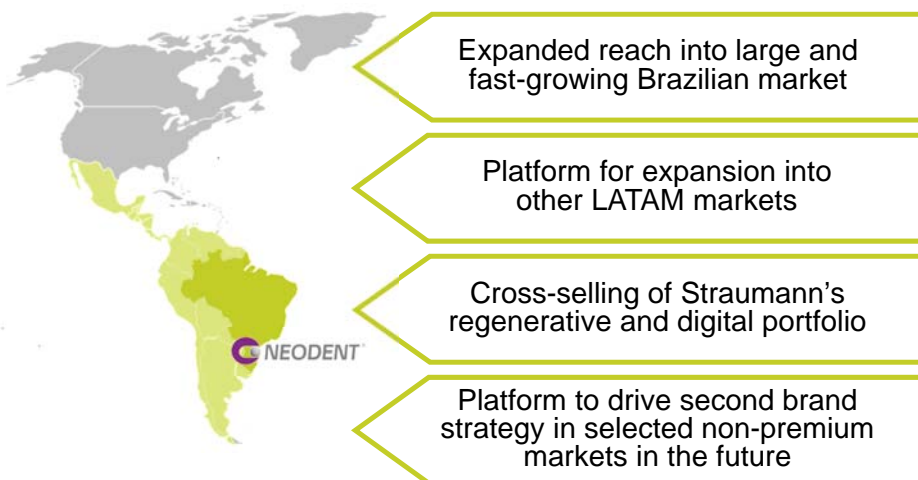 Expanded reach into large and
fast-growing Brazilian market
Platform for expansion into
other LATAM markets
Cross-selling of Straumann's
regenerative and digital portfolio
NEODENT
Platform to drive second brand
strategy in selected non-premium
markets in the future